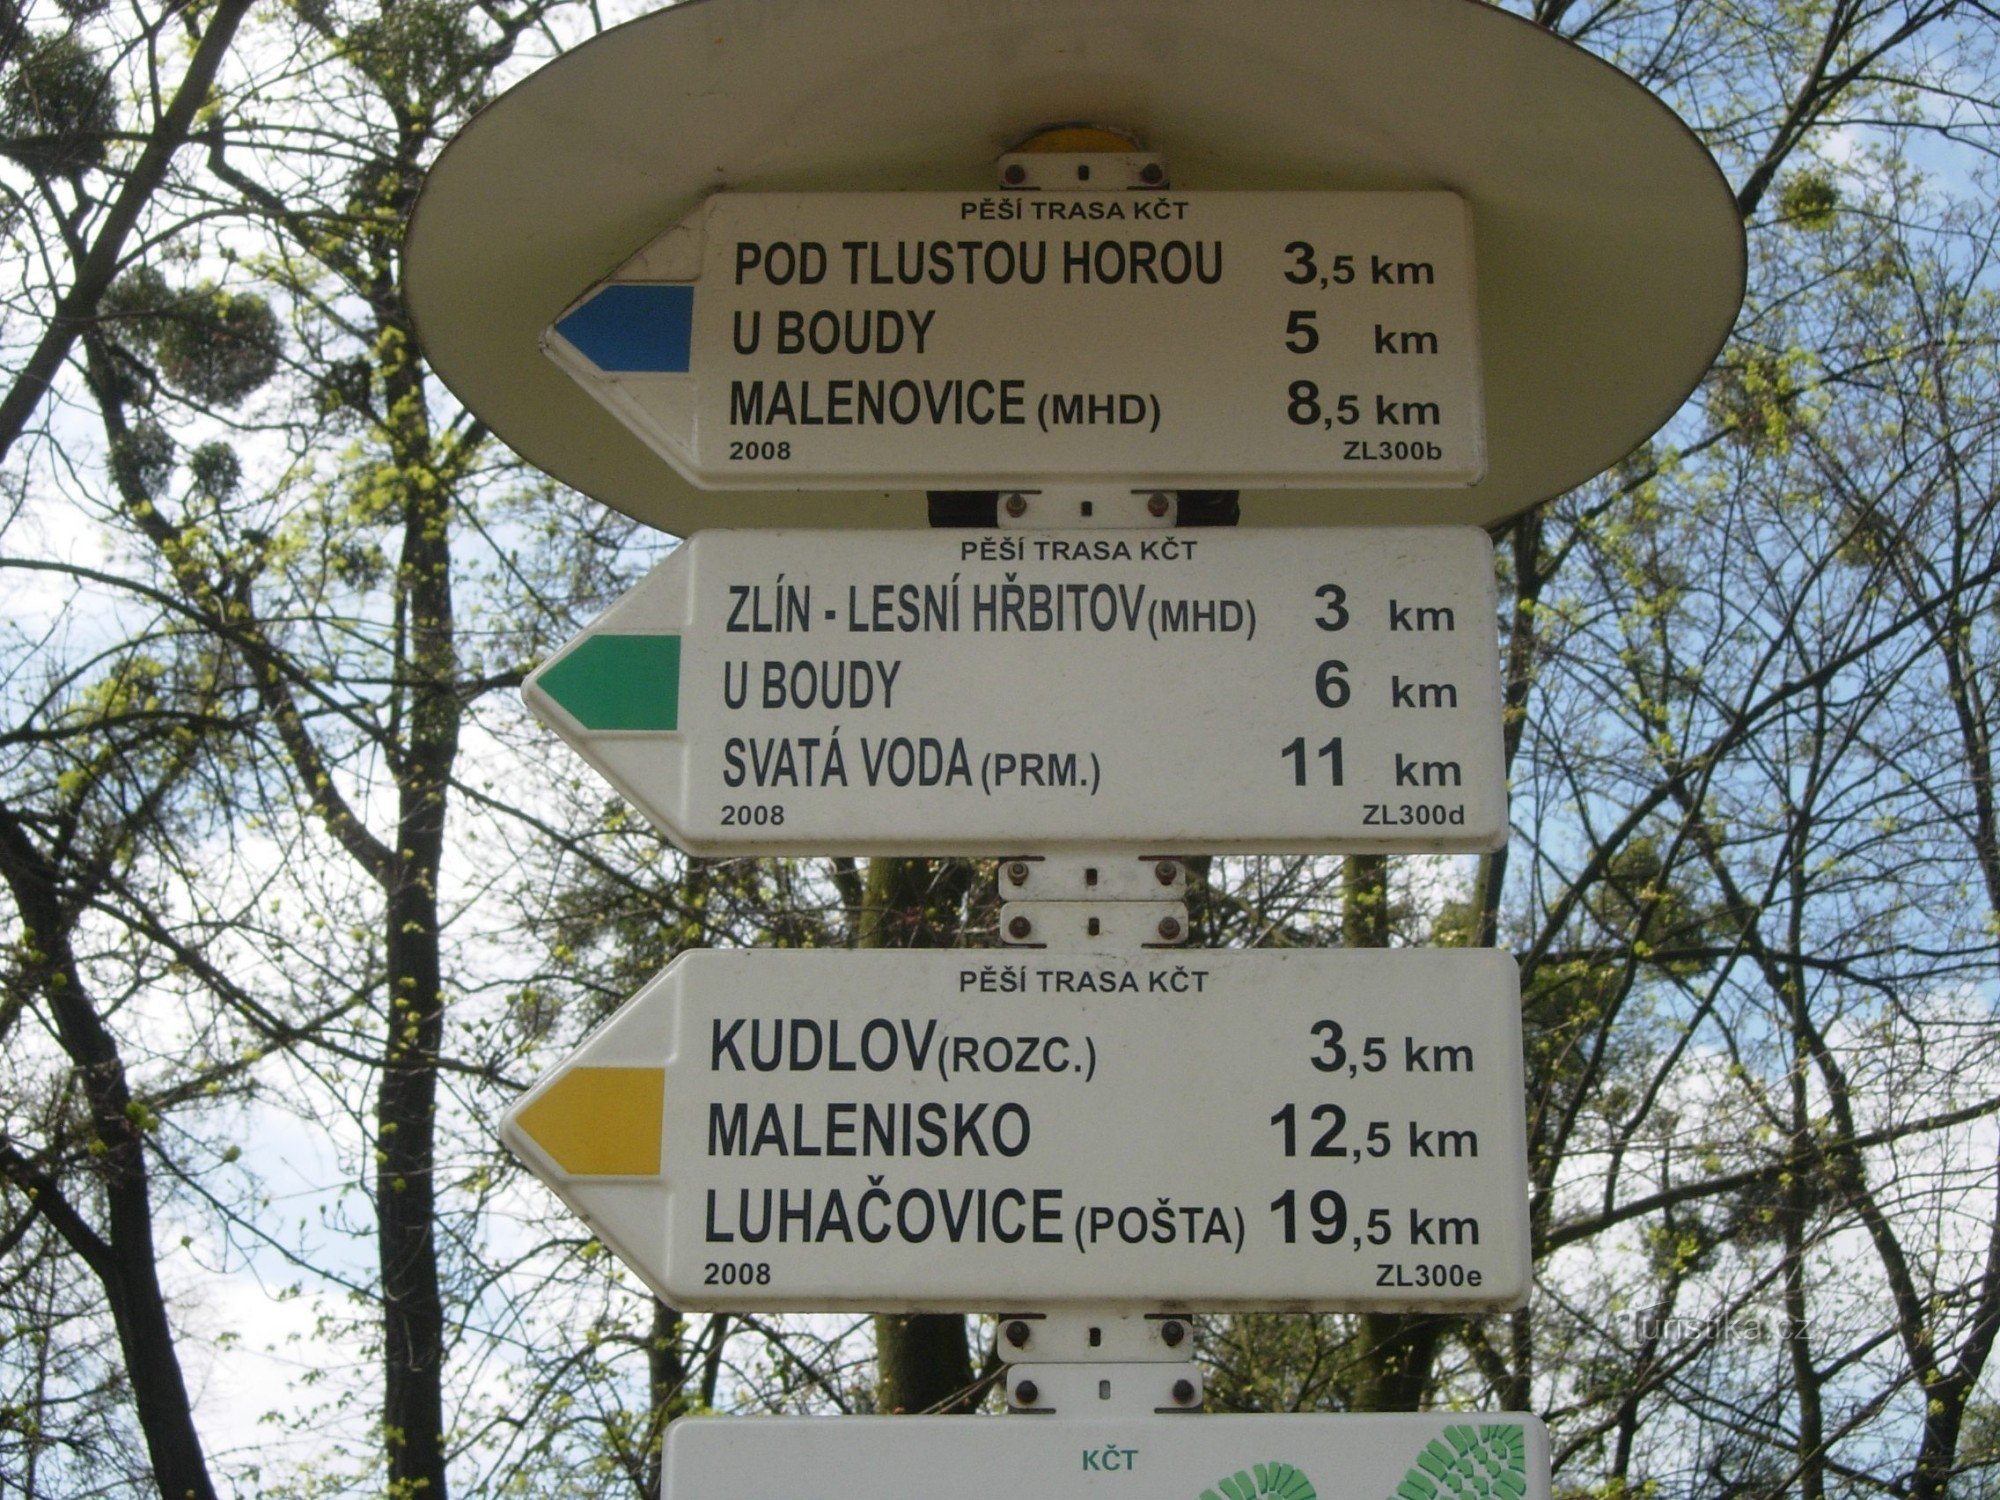 PĚŠÍ TRASA KČT
POD TLUSTOU HOROU 3,5 km
U BOUDY 5 km
MALENOVICE (MHD) 8,5 km
2008 ZL300b
PĚŠÍ TRASA KČT
ZLÍN - LESNÍ HŘBITOV (MHD) 3 km
U BOUDY 6 km
SVATÁ VODA (PRM.) 11 km
2008 ZL300d
PĚŠÍ TRASA KČT
KUDLOV (ROZC.) 3,5 km
MALENISKO 12,5 km
LUHAČOVICE (POŠTA) 19,5 km
2008 ZL300e
KČT
Turistika.cz